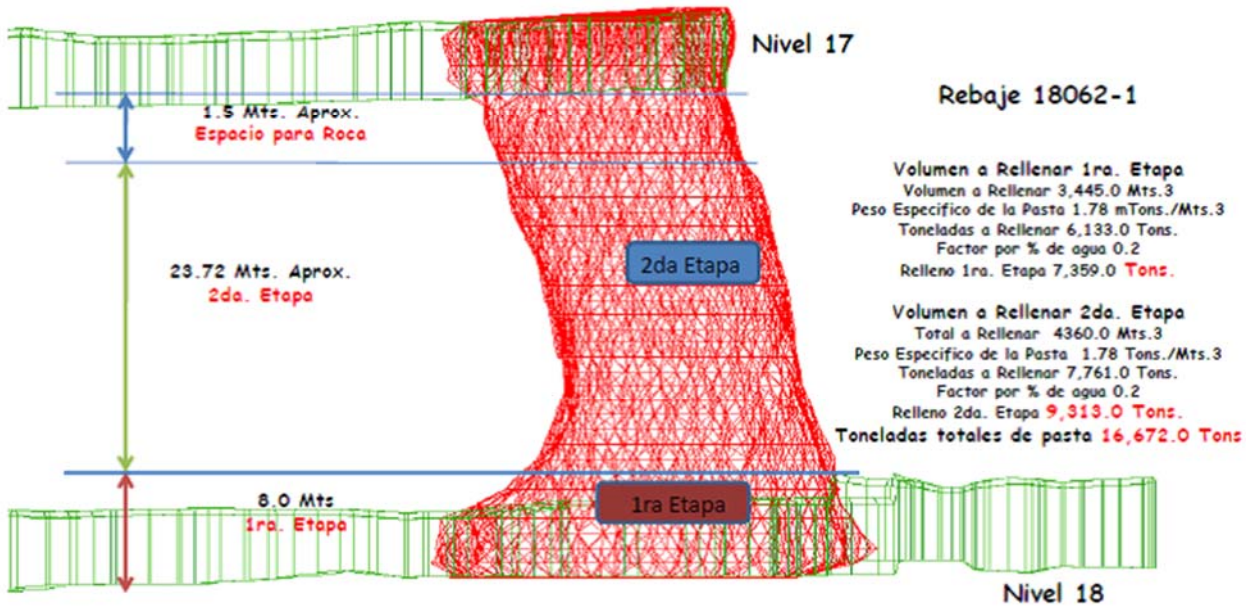 Nivel 17
Rebaje 18062-1
1.5 Mts. Aprox.
Espacio para Roca
23.72 Mts. Aprox.
2da. Etapa
8.0 Mts
1ra. Etapa
2da Etapa
1ra Etapa
Volumen a Rellenar 1ra. Etapa
Volumen a Rellenar 3,445.0 Mts.3
Peso Especifico de la Pasta 1.78 mTons./Mts.3
Toneladas a Rellenar 6,133.0 Tons.
Factor por % de agua 0.2
Relleno 1ra. Etapa 7,359.0 Tons.
Volumen a Rellenar 2da. Etapa
Total a Rellenar 4360.0 Mts.3
Peso Especifico de la Pasta 1.78 Tons./Mts.3
Toneladas a Rellenar 7,761.0 Tons.
Factor por % de agua 0.2
Relleno 2da. Etapa 9,313.0 Tons.
Toneladas totales de pasta 16,672.0 Tons
Nivel 18